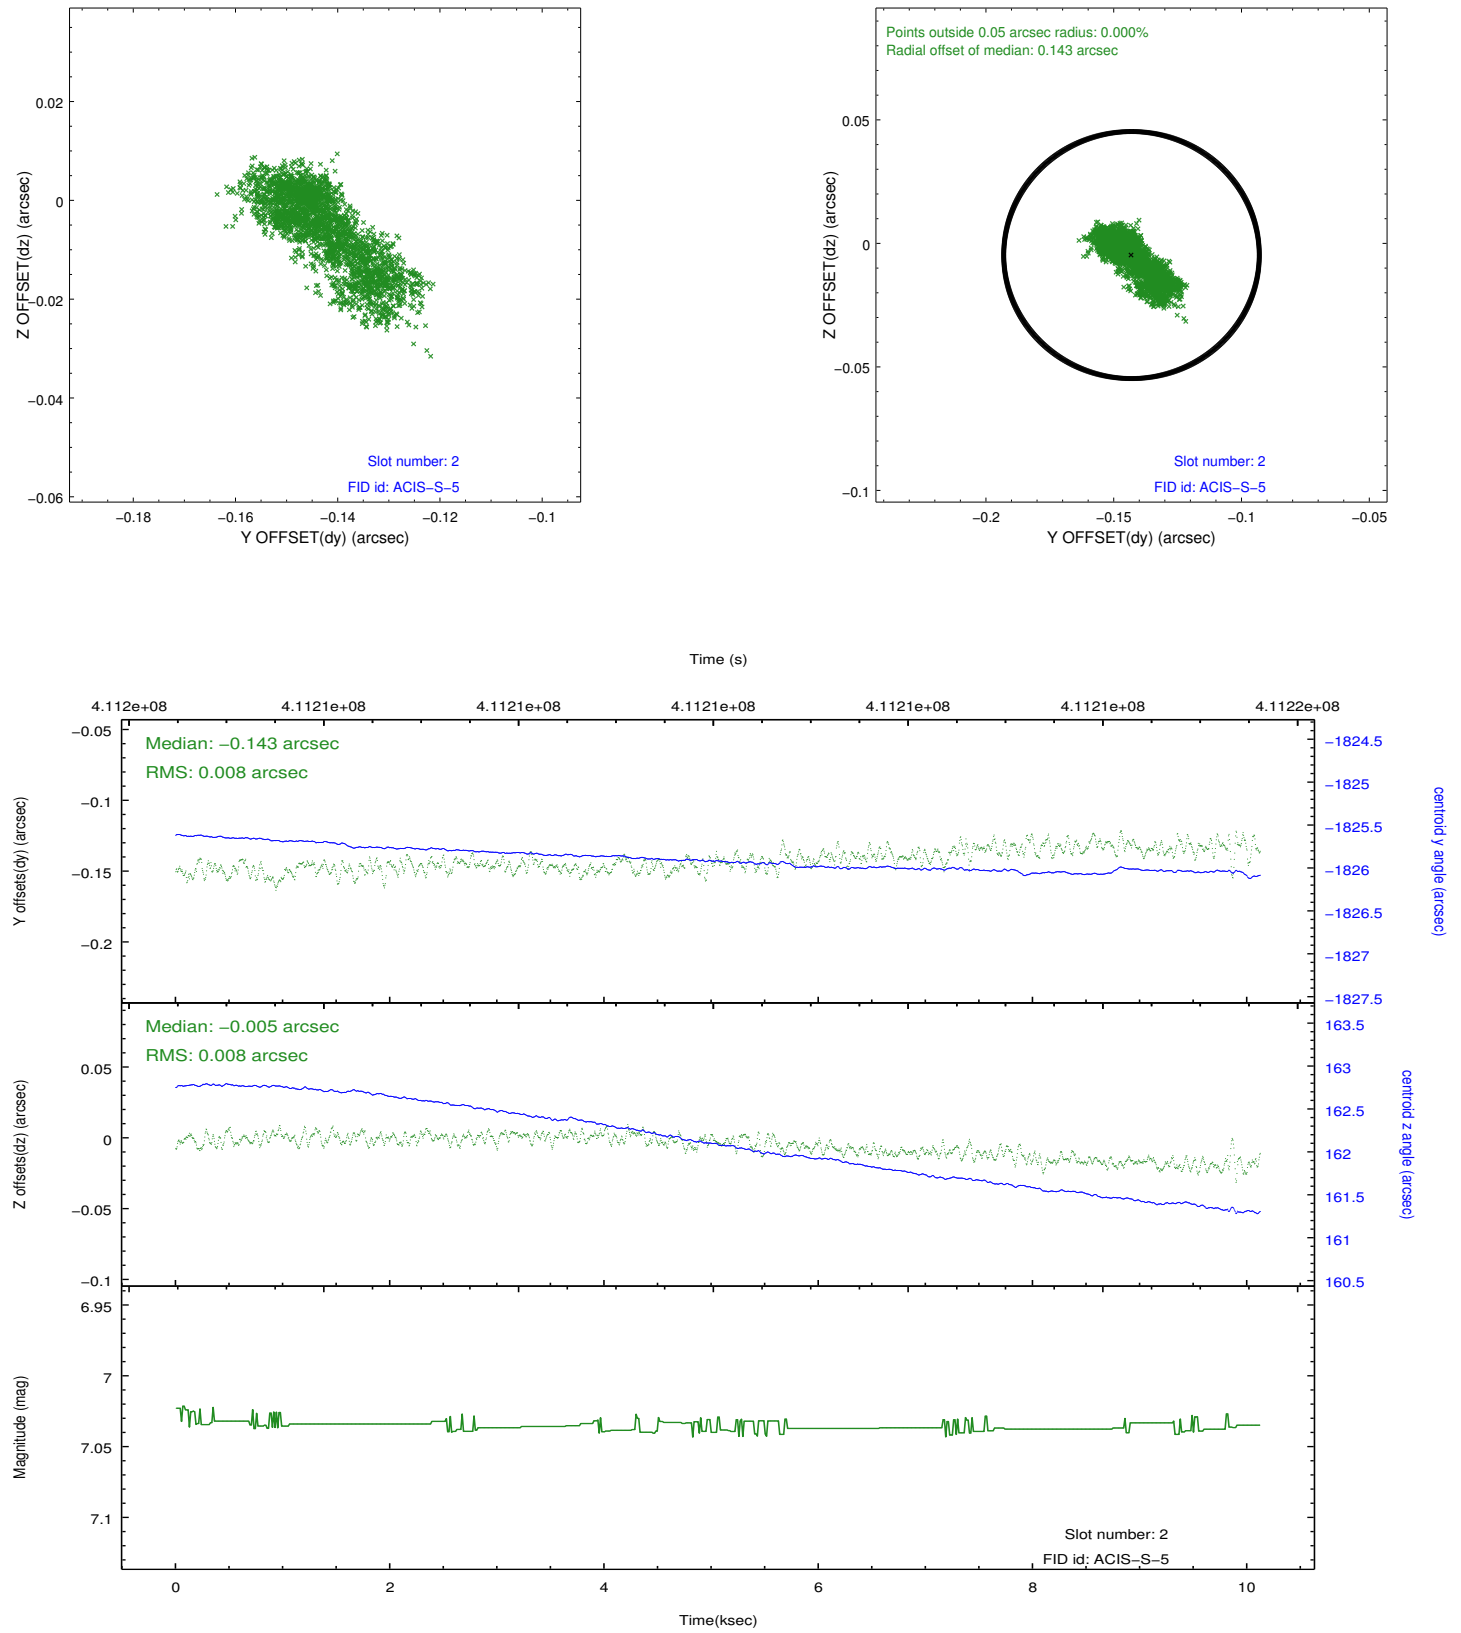 0.02
0
−0.02
−0.04
−0.06
Z OFFSET(dz) (arcsec)
Slot number: 2
FID id: ACIS−S−5
−0.18
−0.16
−0.14
−0.12
−0.1
Y OFFSET(dy) (arcsec)
Points outside 0.05 arcsec radius: 0.000%
Radial offset of median: 0.143 arcsec
0.05
0
−0.05
−0.1
Z OFFSET(dz) (arcsec)
Slot number: 2
FID id: ACIS−S−5
−0.2
−0.15
−0.1
−0.05
Y OFFSET(dy) (arcsec)
Time (s)
4.112e+08
4.1121e+08
4.1121e+08
4.1121e+08
4.1121e+08
4.1121e+08
4.1122e+08
Median: −0.143 arcsec
RMS: 0.008 arcsec
−0.05
−0.1
−0.15
−0.2
Y offsets(dy) (arcsec)
−1824.5
−1825
−1825.5
−1826
−1826.5
−1827
−1827.5
centroid y angle (arcsec)
Median: −0.005 arcsec
RMS: 0.008 arcsec
0.05
0
−0.05
−0.1
Z offsets(dz) (arcsec)
163.5
163
162.5
162
161.5
161
160.5
centroid z angle (arcsec)
6.95
7
7.05
7.1
Magnitude (mag)
Slot number: 2
FID id: ACIS−S−5
0
2
4
6
8
10
Time(ksec)